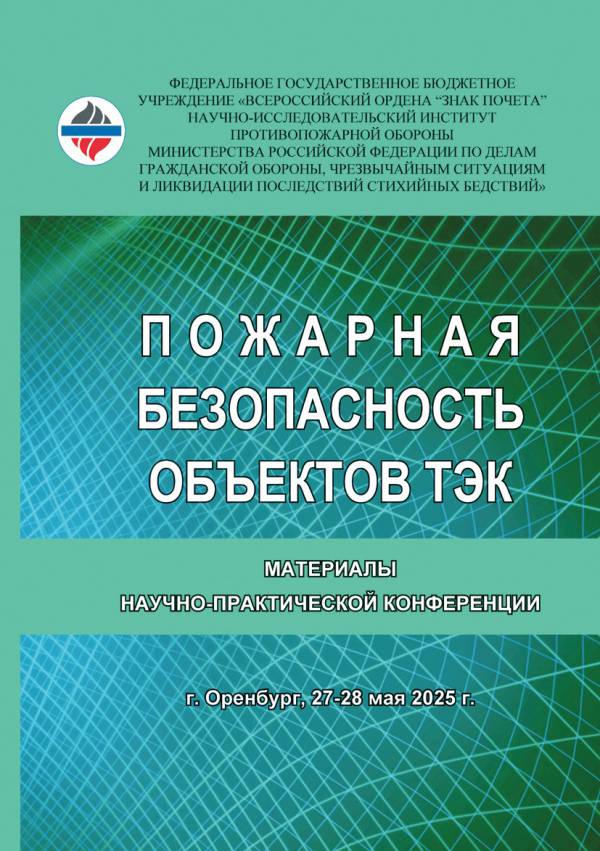 ФЕДЕРАЛЬНОЕ ГОСУДАРСТВЕННОЕ БЮДЖЕТНОЕ
УЧРЕЖДЕНИЕ «ВСЕРОССИЙСКИЙ ОРДЕНА “ЗНАК ПОЧЕТА”
НАУЧНО-ИССЛЕДОВАТЕЛЬСКИЙ ИНСТИТУТ
ПРОТИВОПОЖАРНОЙ ОБОРОНЫ
МИНИСТЕРСТВА РОССИЙСКОЙ ФЕДЕРАЦИИ ПО ДЕЛАМ
ГРАЖДАНСКОЙ ОБОРОНЫ, ЧРЕЗВЫЧАЙНЫМ СИТУАЦИЯМ
И ЛИКВИДАЦИИ ПОСЛЕДСТВИЙ СТИХИЙНЫХ БЕДСТВИЙ»
ПОЖАРНАЯ
БЕЗОПАСНОСТЬ
ОБЪЕКТОВ ТЭК
МАТЕРИАЛЫ
НАУЧНО-ПРАКТИЧЕСКОЙ КОНФЕРЕНЦИИ
г. Оренбург, 27-28 мая 2025 г.